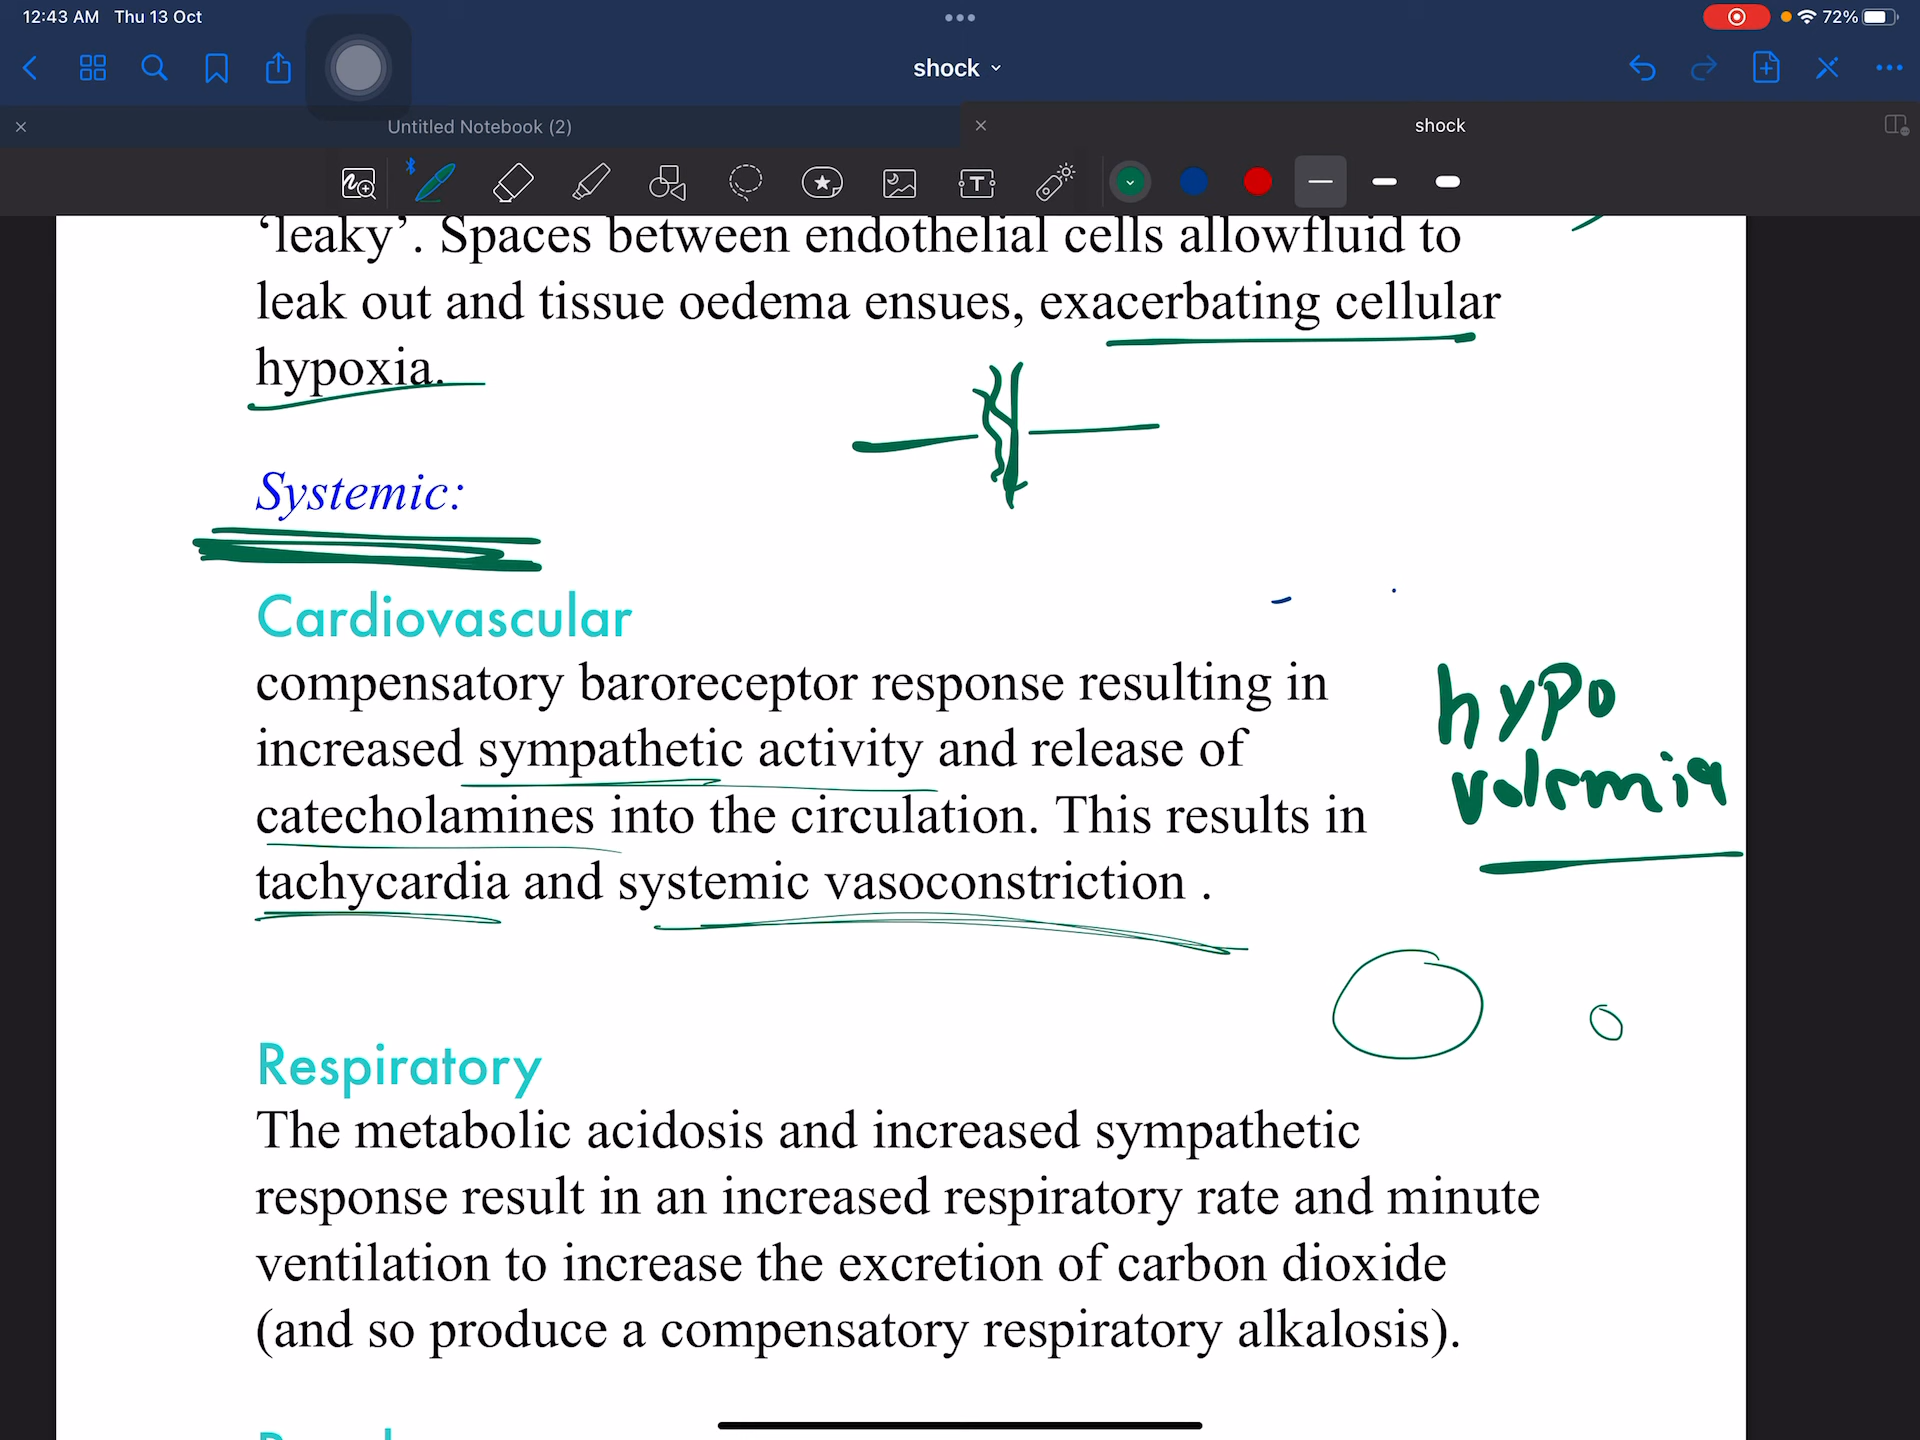 12:43 AM Thu 13 Oct
72%
shock
Untitled Notebook (2)
shock
T
‘leaky’. Spaces between endothelial cells allowfluid to
leak out and tissue oedema ensues, exacerbating cellular
hypoxia.
Systemic:
Cardiovascular
compensatory baroreceptor response resulting in
increased sympathetic activity and release of
catecholamines into the circulation. This results in
tachycardia and systemic vasoconstriction .
hypo
volemia
Respiratory
The metabolic acidosis and increased sympathetic
response result in an increased respiratory rate and minute
ventilation to increase the excretion of carbon dioxide
(and so produce a compensatory respiratory alkalosis).